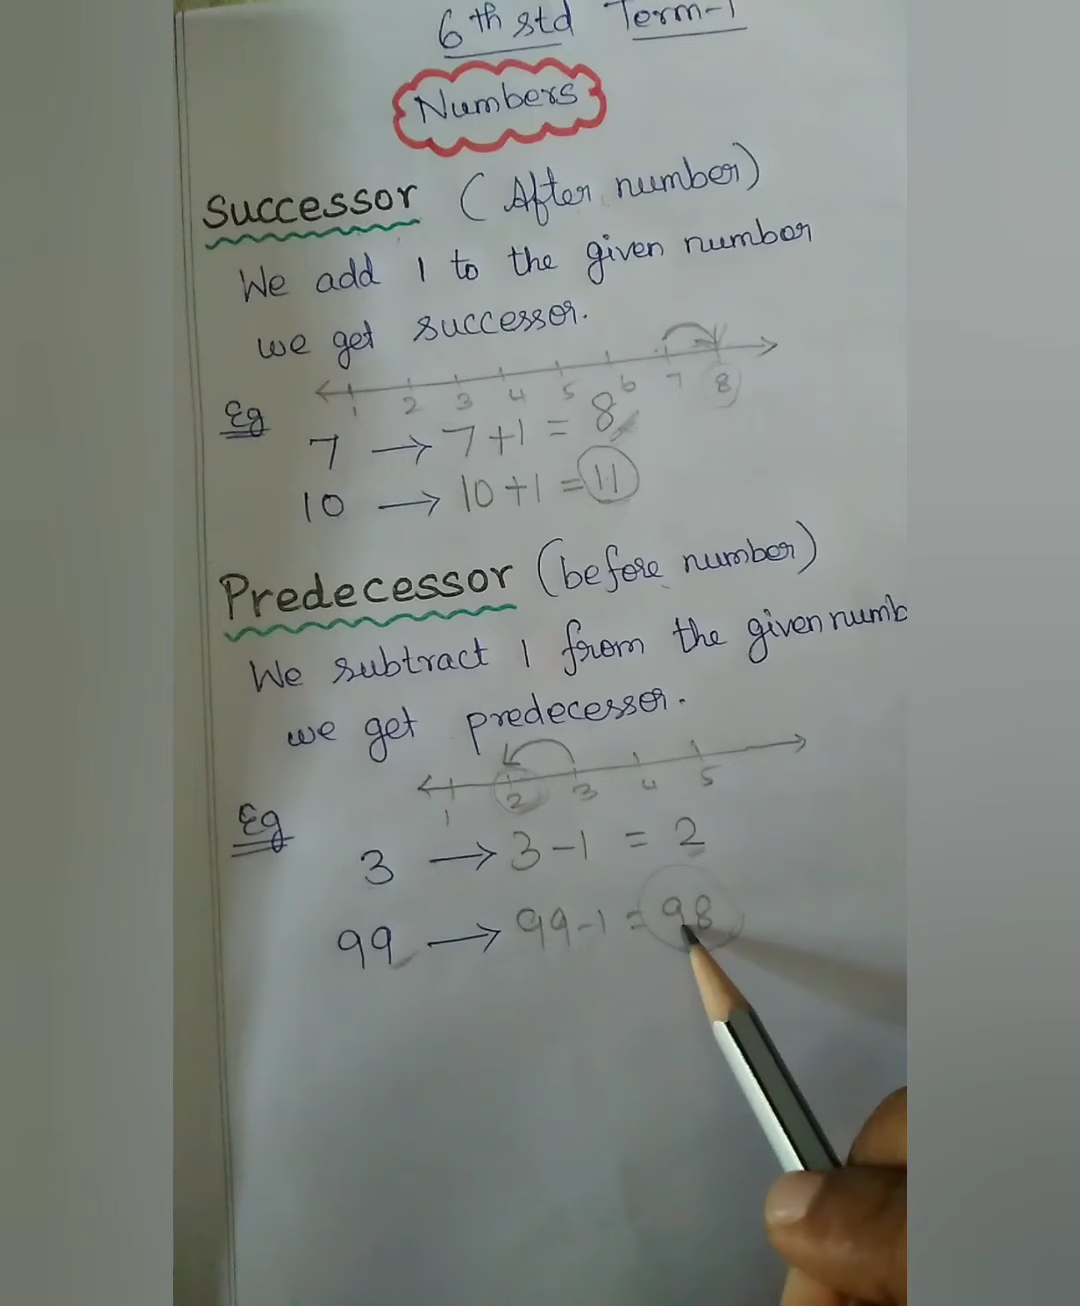 6th std Term-1
Numbers
Successor (After number)
We add 1 to the given number
we get successor.
1 2 3 4 5 6 7 8
Eg
7 → 7+1 = 8
10 → 10+1 = 11
Predecessor (before number)
We subtract 1 from the given numb
we get predecessor.
1 2 3 4 5
Eg
3 → 3-1 = 2
99 → 99-1 = 98